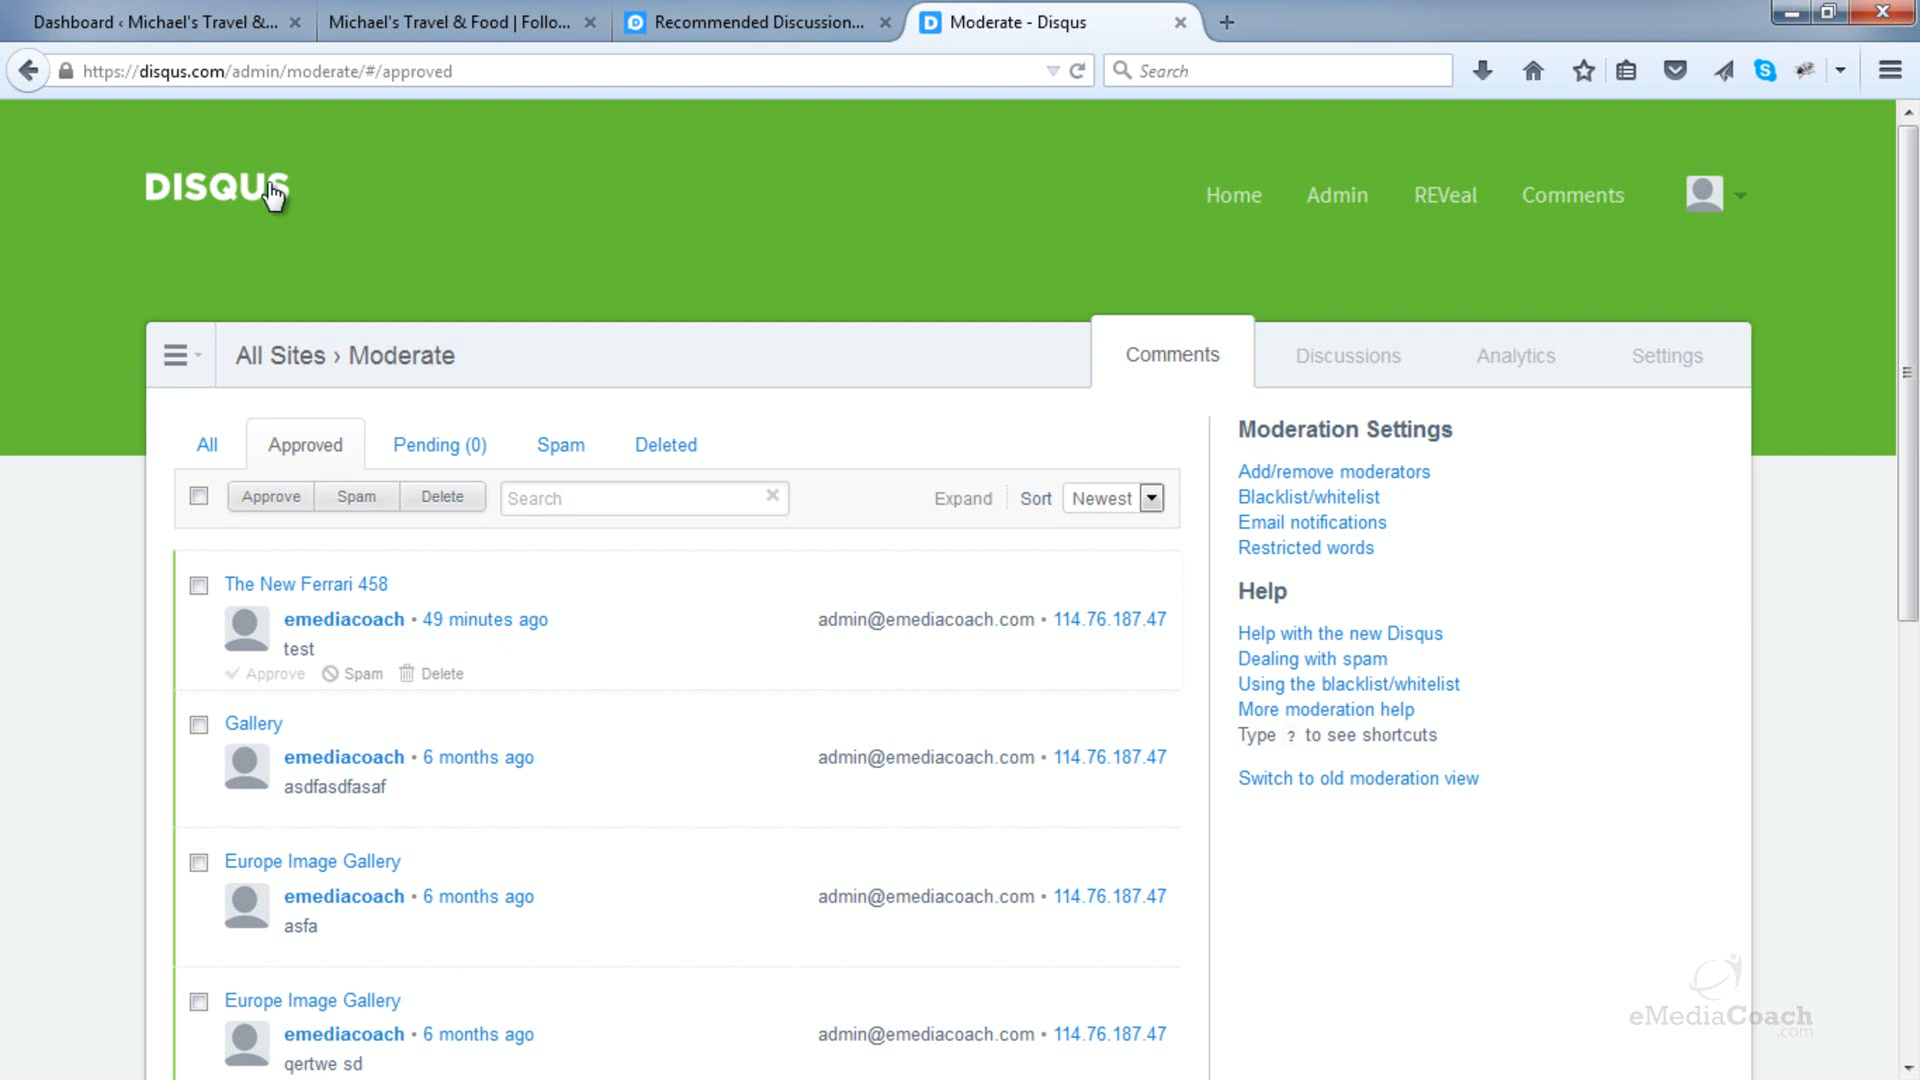 Dashboard ‹ Michael's Travel &...
Michael's Travel & Food | Follo...
Recommended Discussion...
Moderate - Disqus
https://disqus.com/admin/moderate/#/approved
Search
DISQUS
Home
Admin
REVeal
Comments
All Sites › Moderate
Comments
Discussions
Analytics
Settings
All
Approved
Pending (0)
Spam
Deleted
Approve
Spam
Delete
Search
Expand
Sort
Newest
The New Ferrari 458
emediacoach • 49 minutes ago
admin@emediacoach.com • 114.76.187.47
test
Approve
Spam
Delete
Gallery
emediacoach • 6 months ago
admin@emediacoach.com • 114.76.187.47
asdfasdfasaf
Europe Image Gallery
emediacoach • 6 months ago
admin@emediacoach.com • 114.76.187.47
asfa
Europe Image Gallery
emediacoach • 6 months ago
admin@emediacoach.com • 114.76.187.47
qertwe sd
Moderation Settings
Add/remove moderators
Blacklist/whitelist
Email notifications
Restricted words
Help
Help with the new Disqus
Dealing with spam
Using the blacklist/whitelist
More moderation help
Type ? to see shortcuts
Switch to old moderation view
eMediaCoach
.com